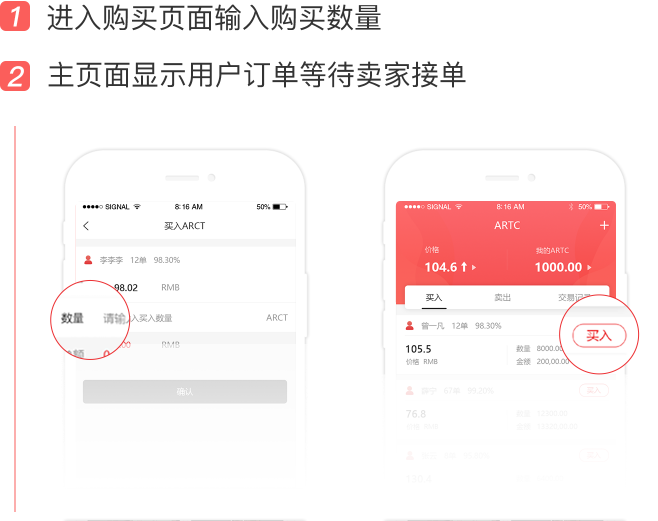 1 进入购买页面输入购买数量
2 主页面显示用户订单等待卖家接单
SIGNAL 8:16 AM 50%
买入ARCT
李李李 12单 98.30%
98.02 RMB
数量 请输入买入数量 ARCT
RMB
确认
SIGNAL 8:16 AM 50%
ARTC
价格 我的ARTC
104.6 1000.00
买入 卖出 交易记录
曾一凡 12单 98.30%
买入
105.5 数量 8000.00
价格 RMB 金额 200,00.00
99.70% 买入
76.8